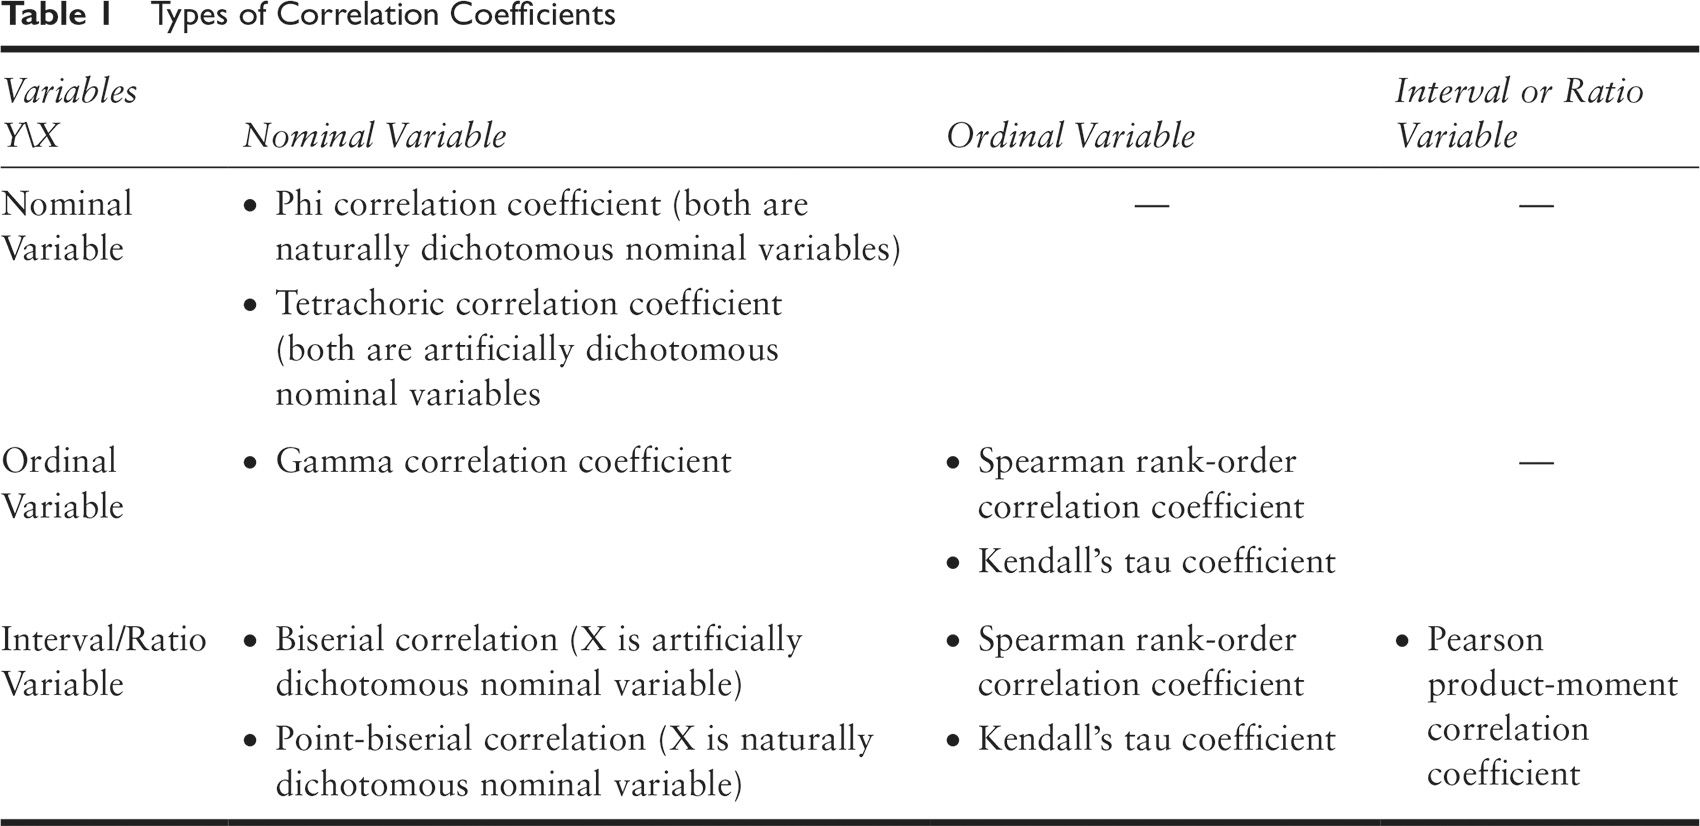 Table 1 Types of Correlation Coefficients
Variables
Y\X
Nominal Variable
Ordinal Variable
Interval or Ratio
Variable
Nominal
Variable
• Phi correlation coefficient (both are
naturally dichotomous nominal variables)
• Tetrachoric correlation coefficient
(both are artificially dichotomous
nominal variables
—
—
Ordinal
Variable
• Gamma correlation coefficient
• Spearman rank-order
correlation coefficient
• Kendall’s tau coefficient
—
Interval/Ratio
Variable
• Biserial correlation (X is artificially
dichotomous nominal variable)
• Point-biserial correlation (X is naturally
dichotomous nominal variable)
• Spearman rank-order
correlation coefficient
• Kendall’s tau coefficient
• Pearson
product-moment
correlation
coefficient